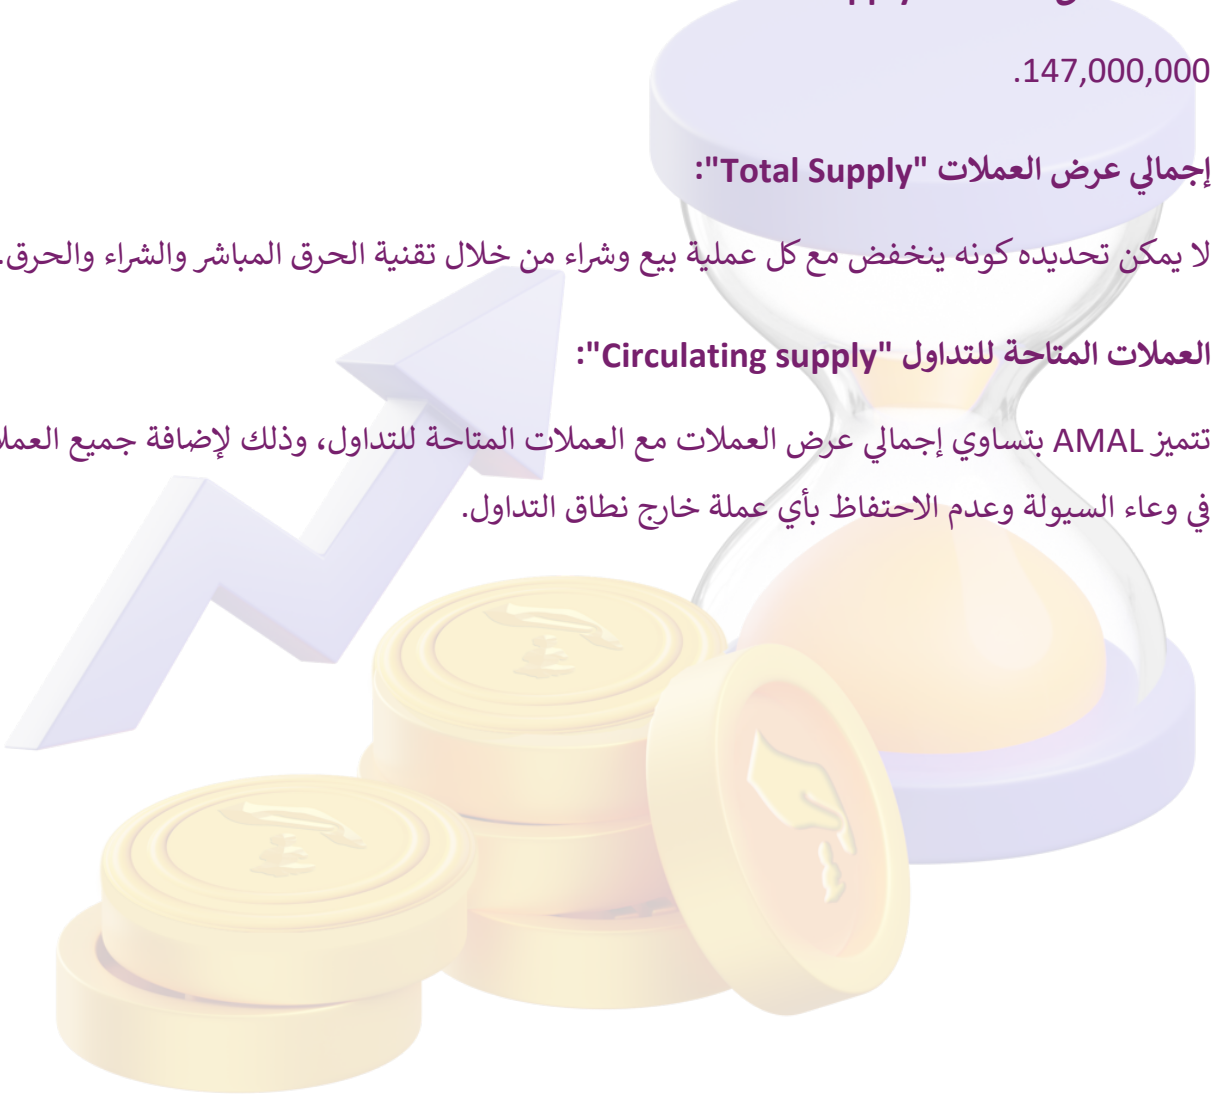 147,000,000.
إجمالي عرض العملات "Total Supply":
لا يمكن تحديده كونه ينخفض مع كل عملية بيع وشراء من خلال تقنية الحرق المباشر والشراء والحرق.
العملات المتاحة للتداول "Circulating supply":
تتميز AMAL بتساوي إجمالي عرض العملات مع العملات المتاحة للتداول، وذلك لإضافة جميع
في وعاء السيولة وعدم الاحتفاظ بأي عملة خارج نطاق التداول.